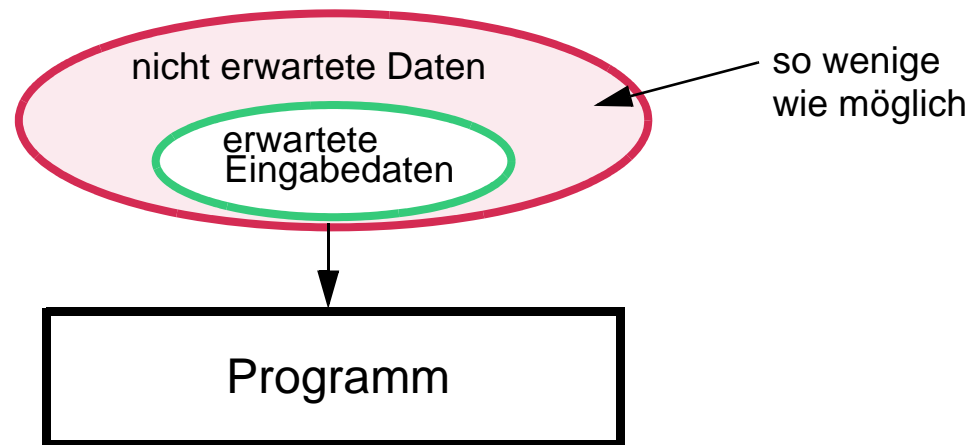 nicht erwartete Daten
so wenige
wie möglich
erwartete
Eingabedaten
Programm